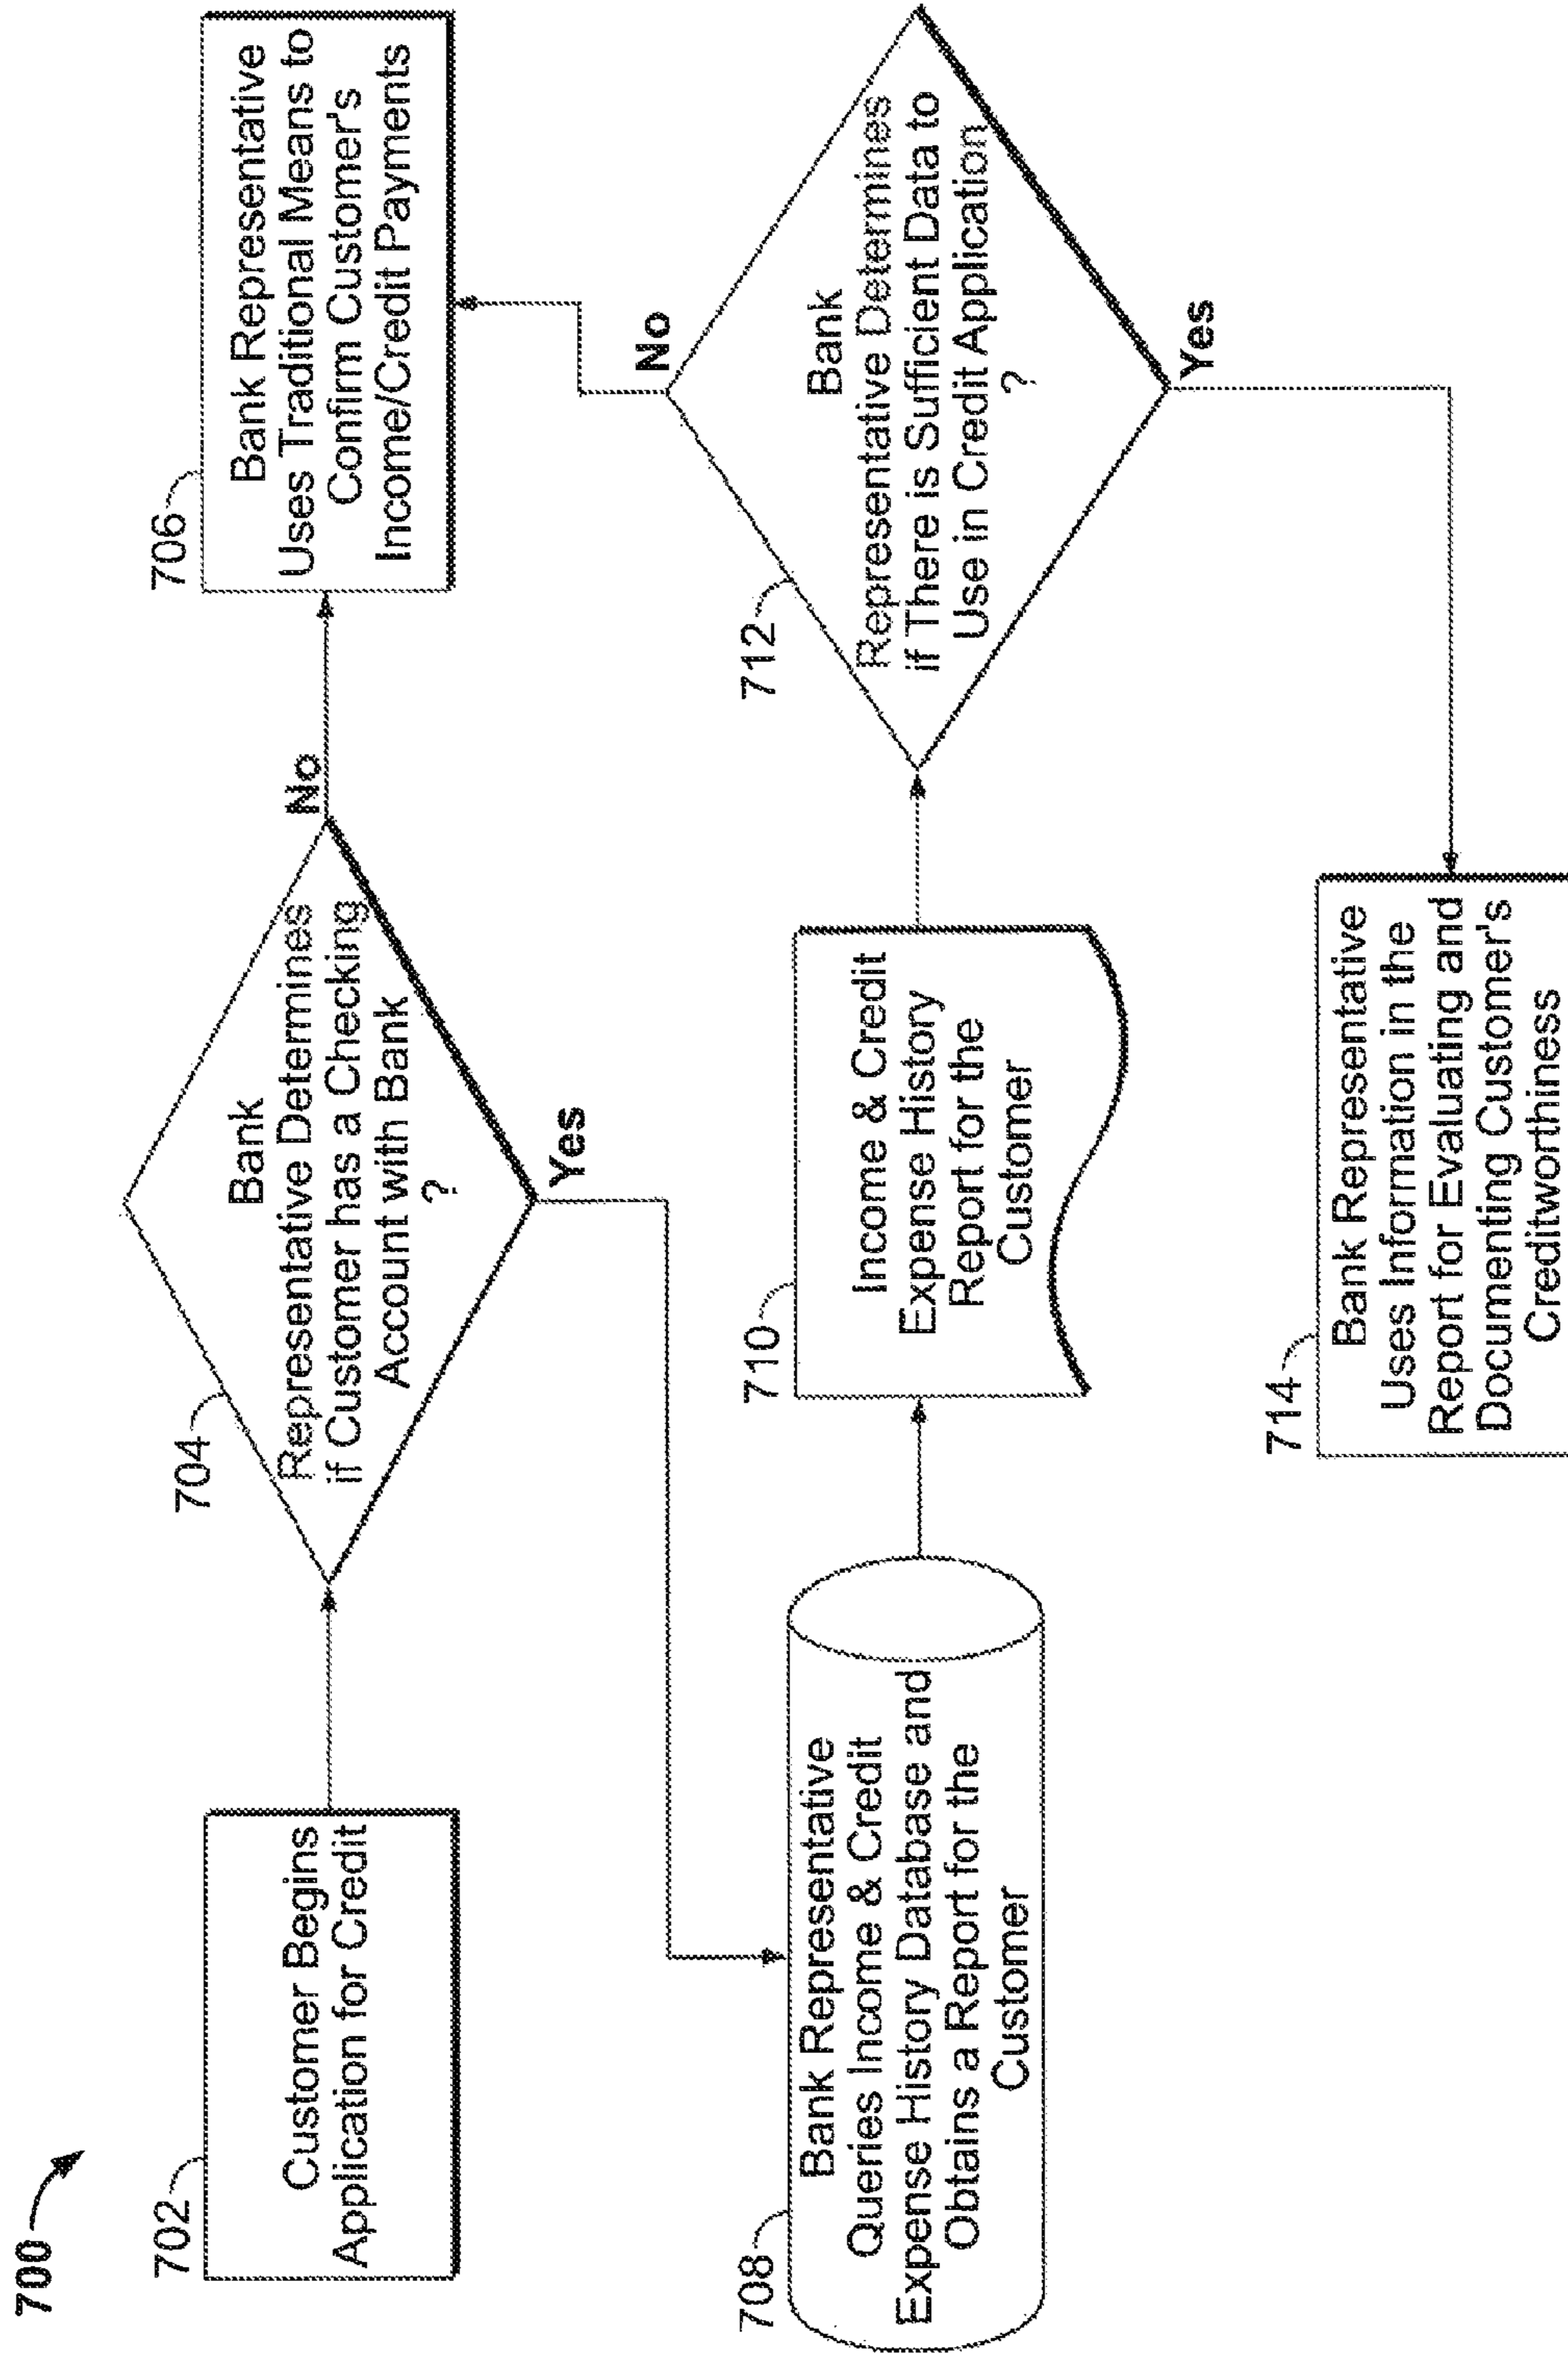 700
702
Customer Begins
Application for Credit
704
Bank
Representative Determines
if Customer has a Checking
Account with Bank
?
No
Yes
706
Bank Representative
Uses Traditional Means to
Confirm Customer's
Income/Credit Payments
708
Bank Representative
Queries Income & Credit
Expense History Database and
Obtains a Report for the
Customer
710
Income & Credit
Expense History
Report for the
Customer
712
Bank
Representative Determines
if There is Sufficient Data to
Use in Credit Application
?
No
Yes
714
Bank Representative
Uses Information in the
Report for Evaluating and
Documenting Customer's
Creditworthiness